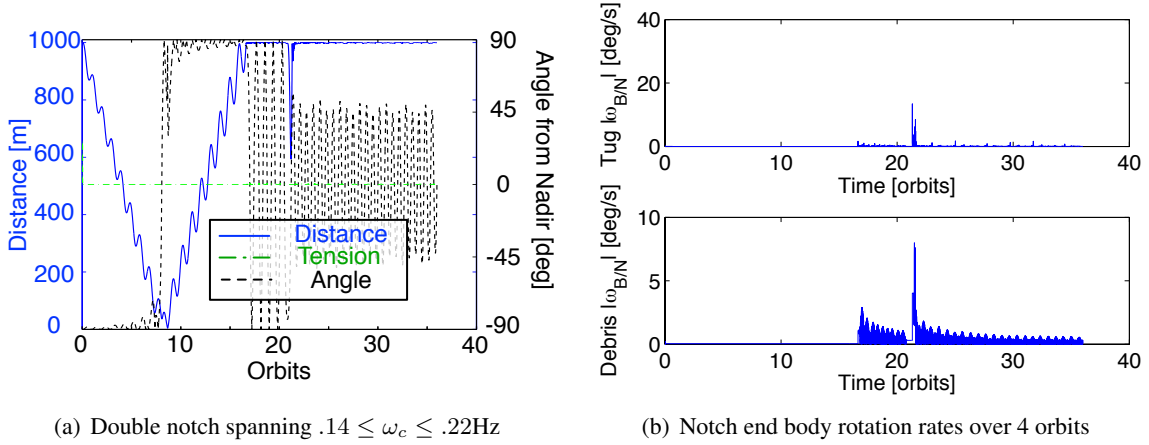 1000
800
600
400
200
0
Distance [m]
90
45
0
-45
-90
Angle from Nadir [deg]
Distance
Tension
Angle
0 10 20 30 40
Orbits
40
20
0
Tug |ω_B/N| [deg/s]
0 10 20 30 40
Time [orbits]
10
5
0
Debris |ω_B/N| [deg/s]
0 10 20 30 40
Time [orbits]
(a) Double notch spanning .14 ≤ ω_c ≤ .22Hz
(b) Notch end body rotation rates over 4 orbits